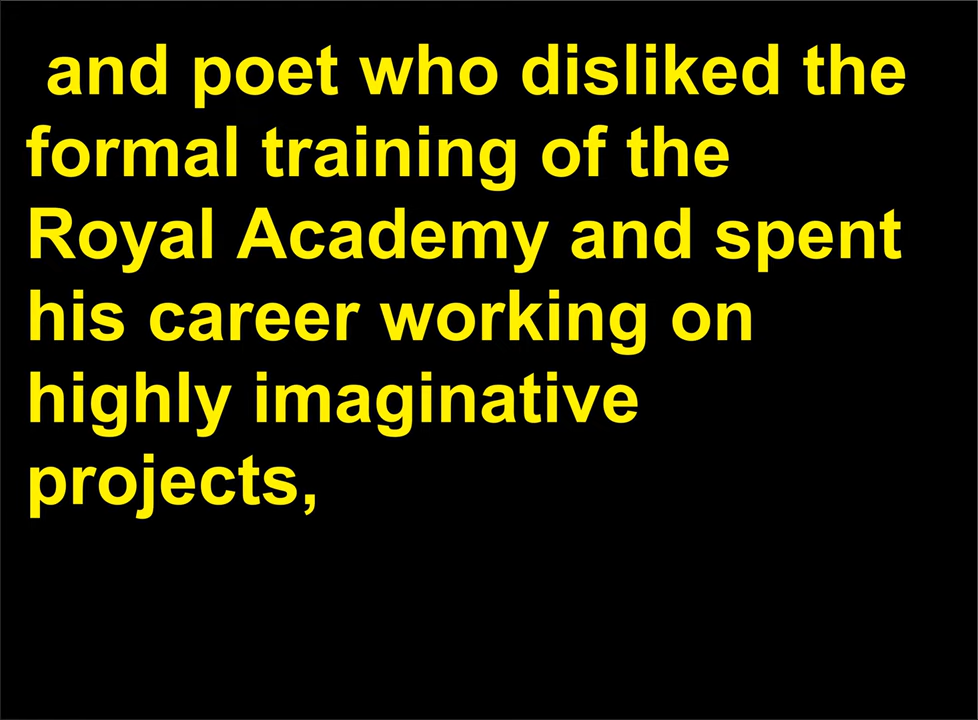 and poet who disliked the
formal training of the
Royal Academy and spent
his career working on
highly imaginative
projects,